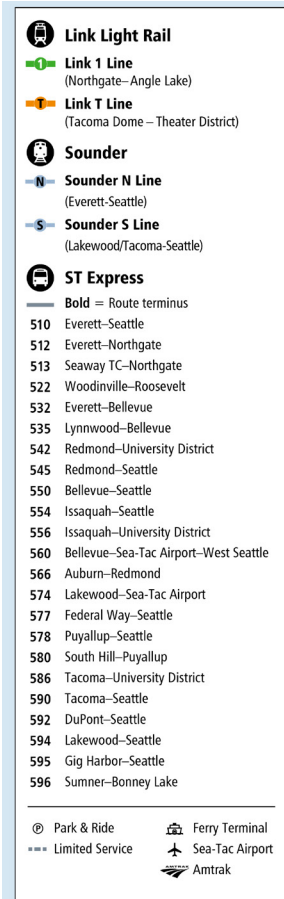 Link Light Rail
1 Link 1 Line
(Northgate–Angle Lake)
T Link T Line
(Tacoma Dome – Theater District)
Sounder
N Sounder N Line
(Everett-Seattle)
S Sounder S Line
(Lakewood/Tacoma-Seattle)
ST Express
Bold = Route terminus
510 Everett–Seattle
512 Everett–Northgate
513 Seaway TC–Northgate
522 Woodinville–Roosevelt
532 Everett–Bellevue
535 Lynnwood–Bellevue
542 Redmond–University District
545 Redmond–Seattle
550 Bellevue–Seattle
554 Issaquah–Seattle
556 Issaquah–University District
560 Bellevue–Sea-Tac Airport–West Seattle
566 Auburn–Redmond
574 Lakewood–Sea-Tac Airport
577 Federal Way–Seattle
578 Puyallup–Seattle
580 South Hill–Puyallup
586 Tacoma–University District
590 Tacoma–Seattle
592 DuPont–Seattle
594 Lakewood–Seattle
595 Gig Harbor–Seattle
596 Sumner–Bonney Lake
P Park & Ride Ferry Terminal
Limited Service Sea-Tac Airport
AMTRAK Amtrak